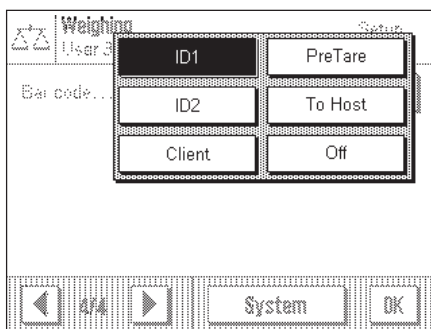 Weighing
Setup
User 3
Bar code...
ID1
PreTare
ID2
To Host
Client
Off
4/4
System
OK